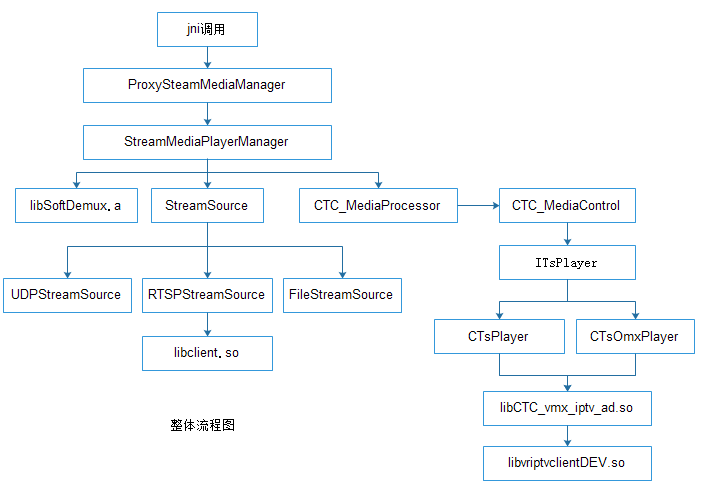 jni调用
ProxySteamMediaManager
StreamMediaPlayerManager
libSoftDemux.a
StreamSource
CTC_MediaProcessor
CTC_MediaControl
ITsPlayer
UDPStreamSource
RTSPStreamSource
FileStreamSource
CTsPlayer
CTsOmxPlayer
libclient.so
libCTC_vmx_iptv_ad.so
整体流程图
libvriptvclientDEV.so